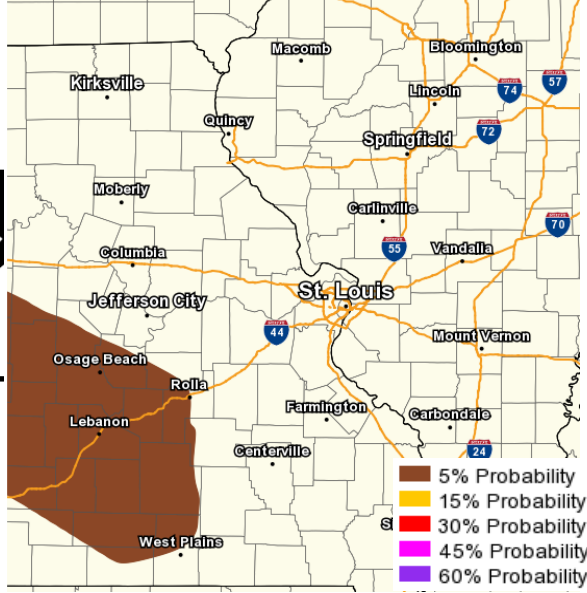 Macomb
Bloomington
Kirksville
57
74
Lincoln
Quincy
72
Springfield
Moberly
Carlinville
70
55
Vandalia
Columbia
St. Louis
Jefferson City
44
Mount Vernon
Osage Beach
Rolla
Farmington
Carbondale
Lebanon
Centerville
24
5% Probability
15% Probability
30% Probability
45% Probability
60% Probability
West Plains